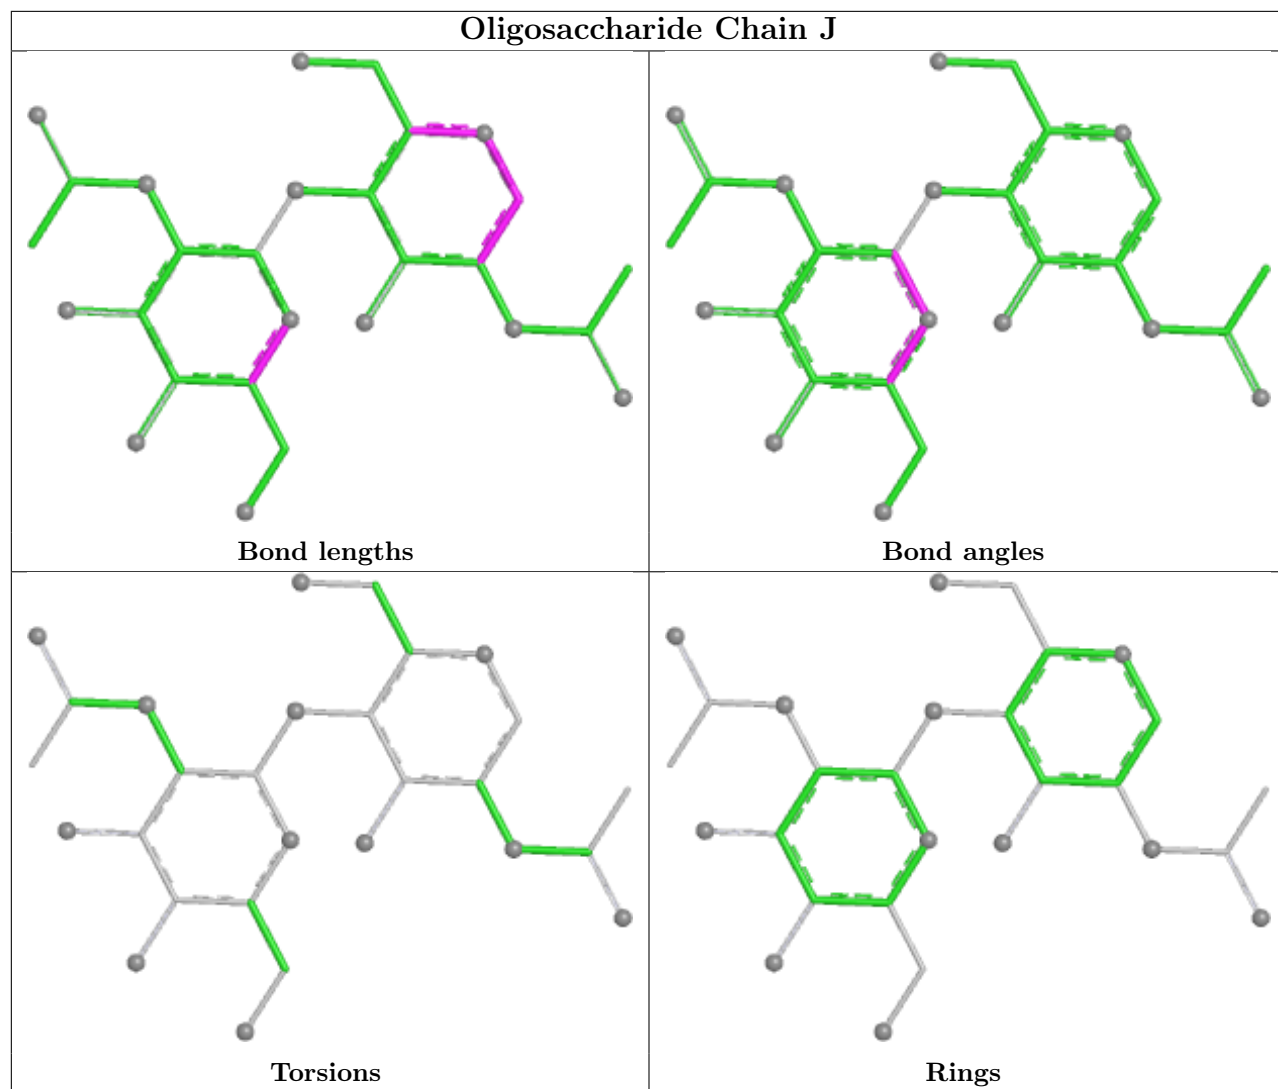 Oligosaccharide Chain J
Bond lengths
Bond angles
Torsions
Rings